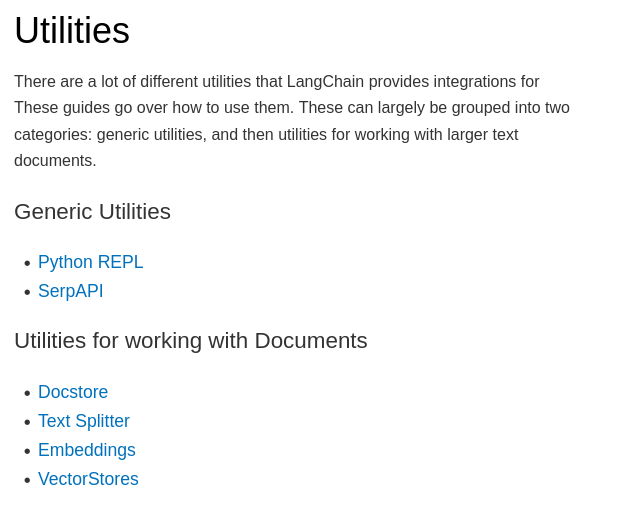 Utilities
There are a lot of different utilities that LangChain provides integrations for
These guides go over how to use them. These can largely be grouped into two
categories: generic utilities, and then utilities for working with larger text
documents.
Generic Utilities
• Python REPL
• SerpAPI
Utilities for working with Documents
• Docstore
• Text Splitter
• Embeddings
• VectorStores